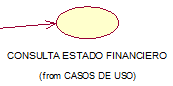 CONSULTA ESTADO FINANCIERO
(from CASOS DE USO)